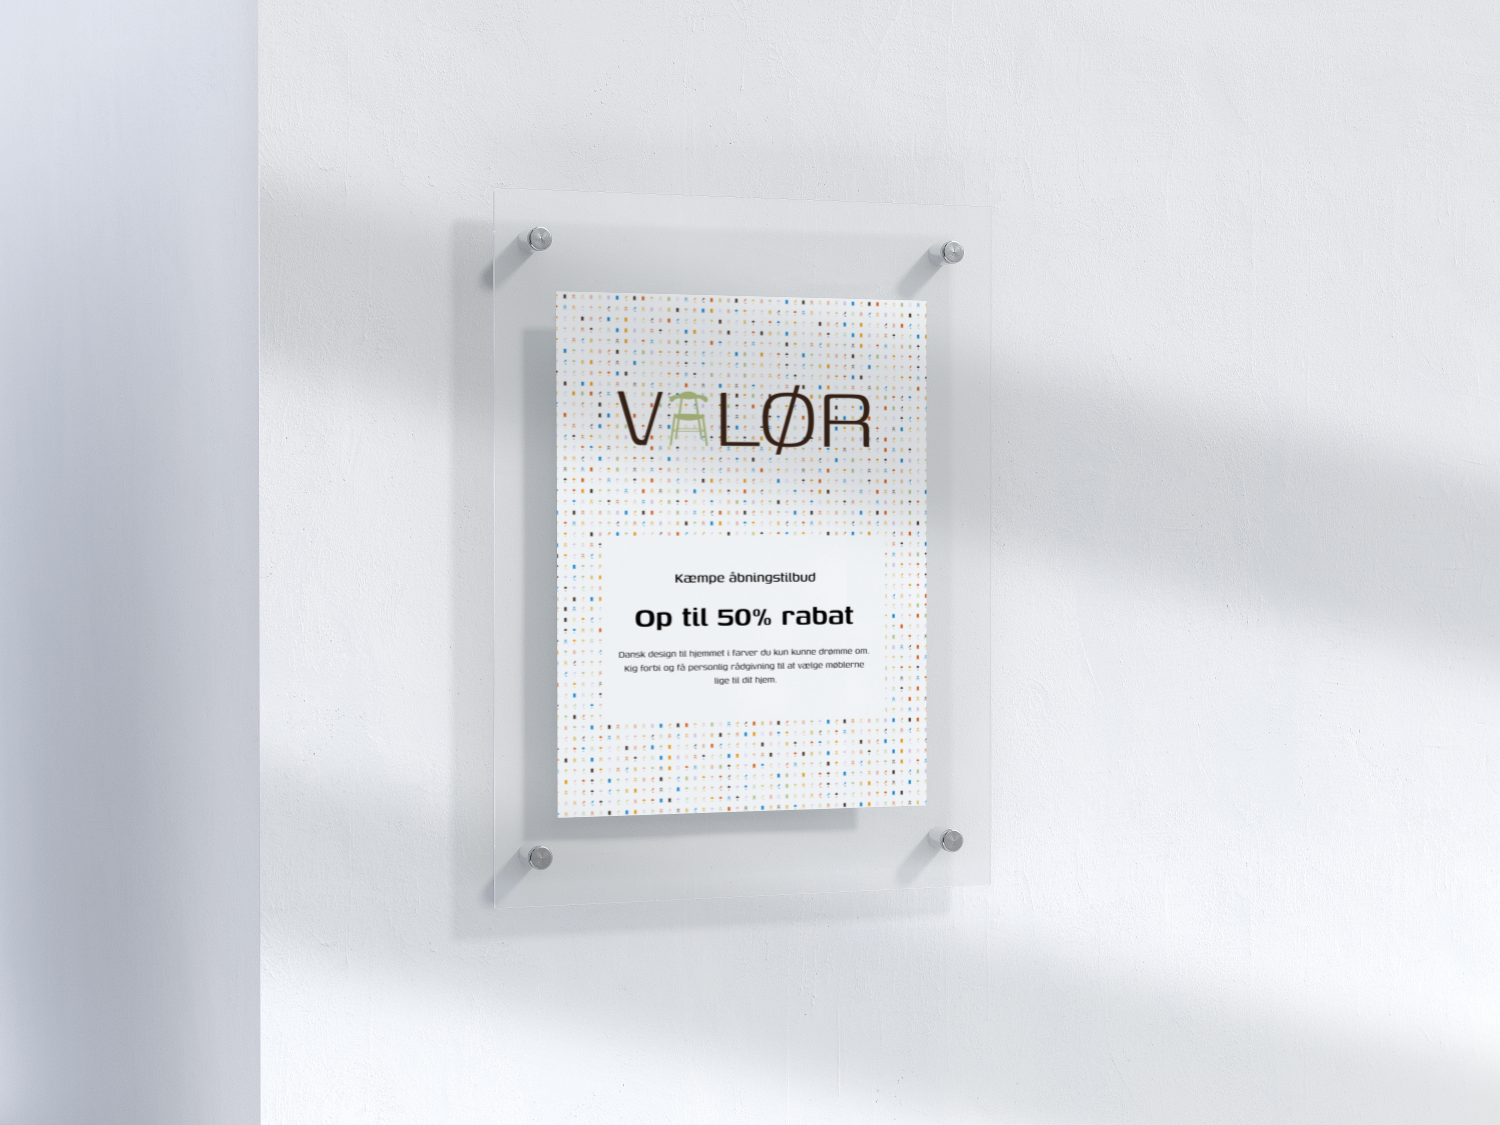 VALØR
Kæmpe åbningstilbud
Op til 50% rabat
Dansk design til hjemmet i farver du kun kunne drømme om.
Kig forbi og få personlig rådgivning til at vælge møblerne
lige til dit hjem.